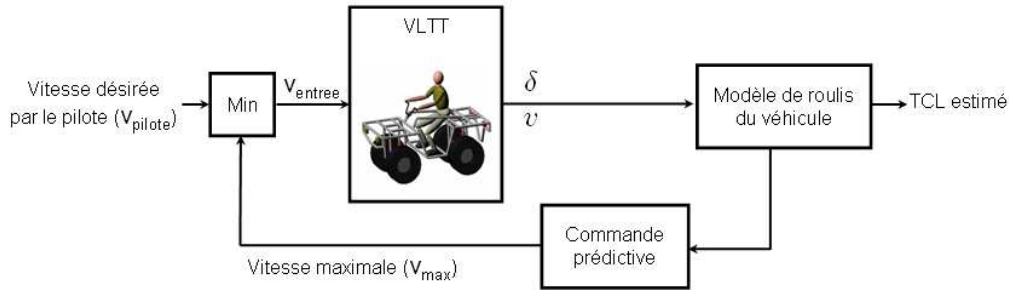 VLTT
Vitesse désirée
par le pilote (Vpilote)
Min
Ventree
δ
v
Modèle de roulis
du véhicule
TCL estimé
Commande
prédictive
Vitesse maximale (Vmax)